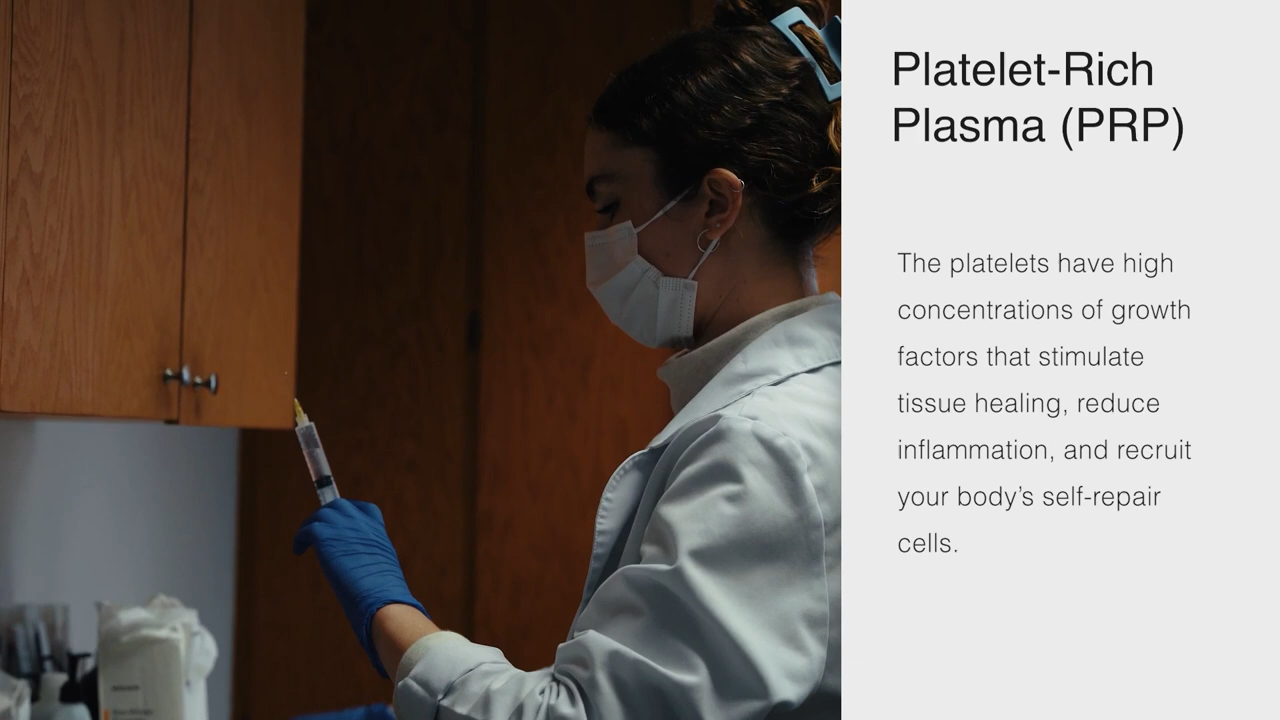 Platelet-Rich
Plasma (PRP)
The platelets have high
concentrations of growth
factors that stimulate
tissue healing, reduce
inflammation, and recruit
your body’s self-repair
cells.